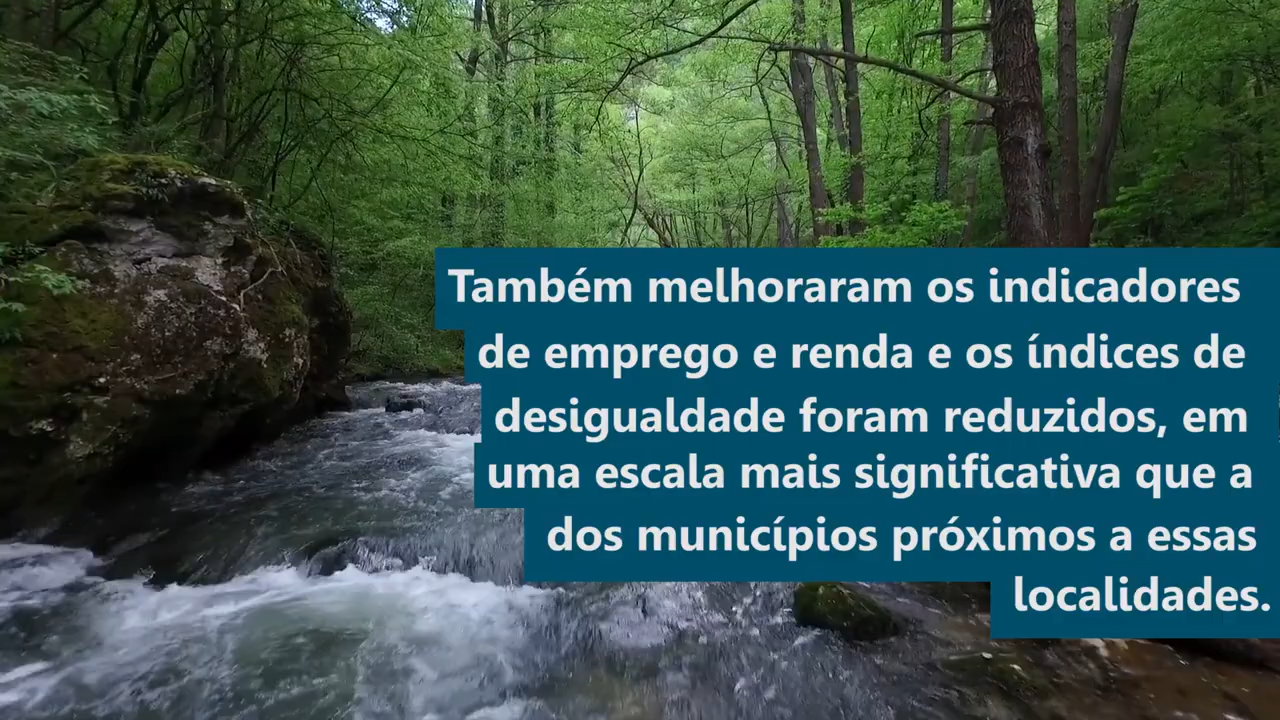 Também melhoraram os indicadores
de emprego e renda e os índices de
desigualdade foram reduzidos, em
uma escala mais significativa que a
dos municípios próximos a essas
localidades.